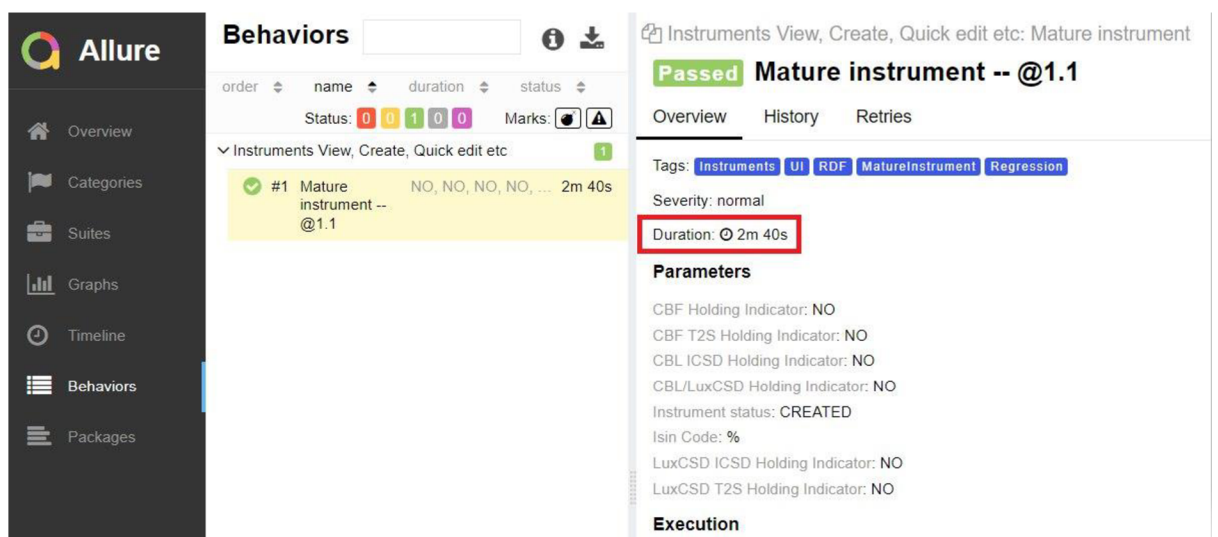 Allure
Overview
Categories
Suites
Graphs
Timeline
Behaviors
Packages
Behaviors
order name duration status
Status: 0 0 1 0 0 Marks:
Instruments View, Create, Quick edit etc 1
#1 Mature instrument -- @1.1 NO, NO, NO, NO, ... 2m 40s
Instruments View, Create, Quick edit etc: Mature instrument
Passed Mature instrument -- @1.1
Overview History Retries
Tags: Instruments UI RDF MatureInstrument Regression
Severity: normal
Duration: 2m 40s
Parameters
CBF Holding Indicator: NO
CBF T2S Holding Indicator: NO
CBL ICSD Holding Indicator: NO
CBL/LuxCSD Holding Indicator: NO
Instrument status: CREATED
Isin Code: %
LuxCSD ICSD Holding Indicator: NO
LuxCSD T2S Holding Indicator: NO
Execution